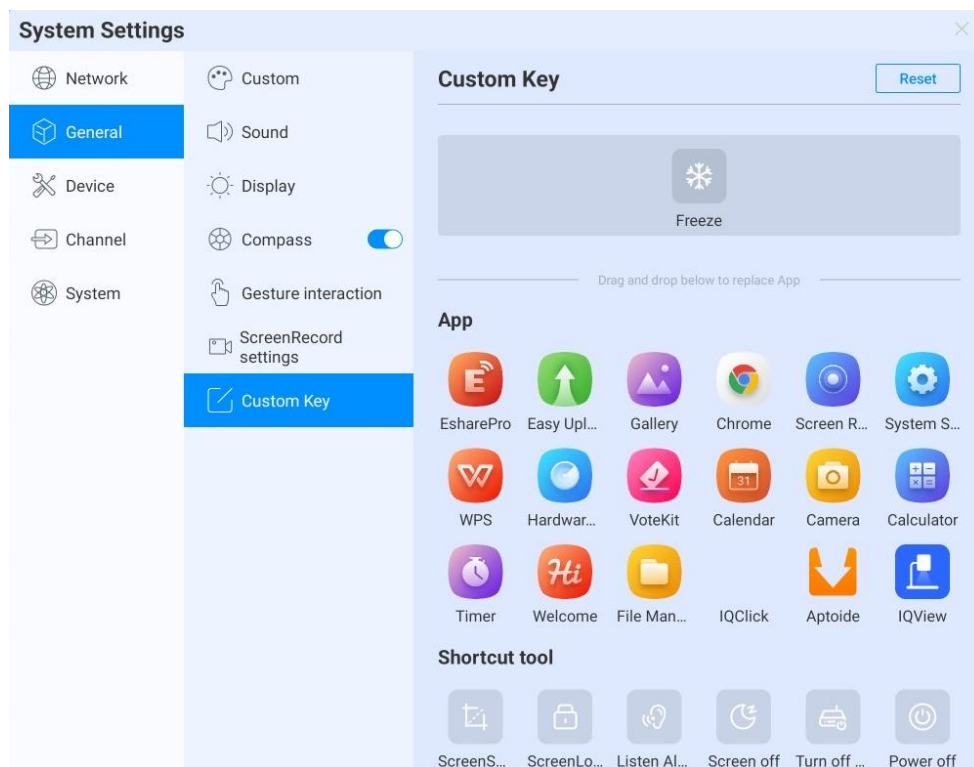 System Settings
Network
General
Device
Channel
System
Custom
Sound
Display
Compass
Gesture interaction
ScreenRecord
settings
Custom Key
Custom Key
Reset
Freeze
Drag and drop below to replace App
App
E
EsharePro
Easy Upl...
Gallery
Chrome
Screen R...
System S...
W
WPS
Hardwar...
VoteKit
31
Calendar
Camera
Calculator
Timer
Hi
Welcome
File Man...
IQClick
Aptoide
IQView
Shortcut tool
ScreenS...
ScreenLo...
Listen Al...
Screen off
Turn off ...
Power off